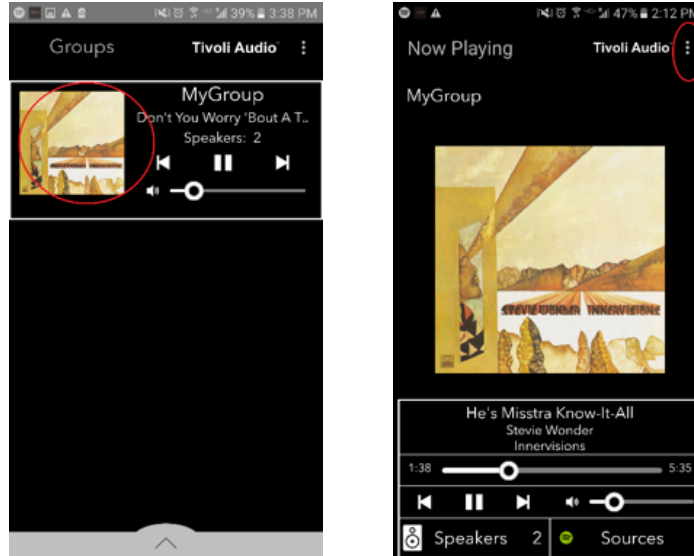 39% 3:38 PM
Groups Tivoli Audio
MyGroup
Don't You Worry 'Bout A T...
Speakers: 2
47% 2:12 PM
Now Playing Tivoli Audio
MyGroup
STEVIE WONDER INNERVISIONS
He's Misstra Know-It-All
Stevie Wonder
Innervisions
1:38 5:35
Speakers 2 Sources